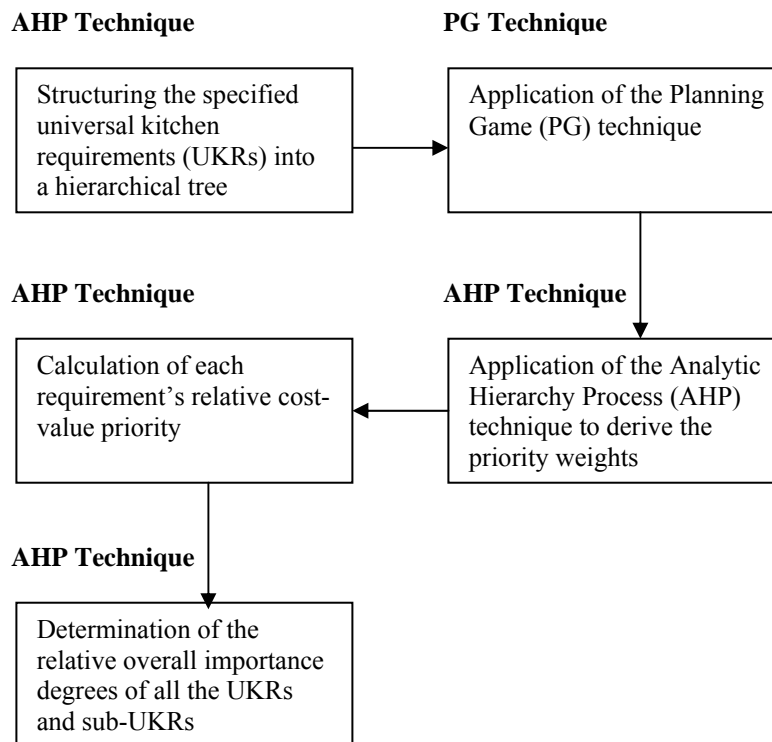 AHP Technique
Structuring the specified
universal kitchen
requirements (UKRs) into
a hierarchical tree
PG Technique
Application of the Planning
Game (PG) technique
AHP Technique
Application of the Analytic
Hierarchy Process (AHP)
technique to derive the
priority weights
AHP Technique
Calculation of each
requirement’s relative cost-
value priority
AHP Technique
Determination of the
relative overall importance
degrees of all the UKRs
and sub-UKRs